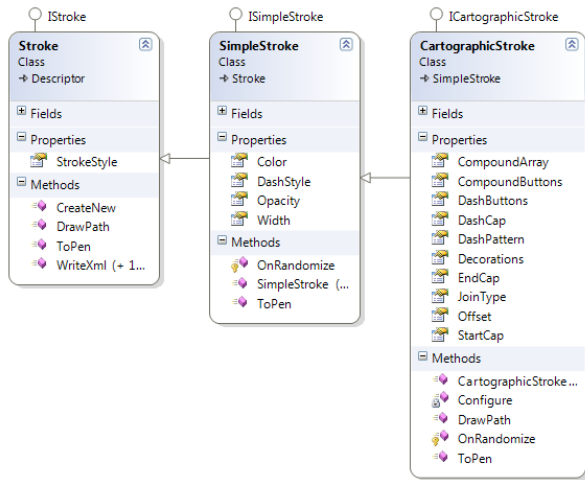 IStroke
Stroke
Class
Descriptor
Fields
Properties
StrokeStyle
Methods
CreateNew
DrawPath
ToPen
WriteXml (+ 1...
ISimpleStroke
SimpleStroke
Class
Stroke
Fields
Properties
Color
DashStyle
Opacity
Width
Methods
OnRandomize
SimpleStroke (...
ToPen
ICartographicStroke
CartographicStroke
Class
SimpleStroke
Fields
Properties
CompoundArray
CompoundButtons
DashButtons
DashCap
DashPattern
Decorations
EndCap
JoinType
Offset
StartCap
Methods
CartographicStroke...
Configure
DrawPath
OnRandomize
ToPen